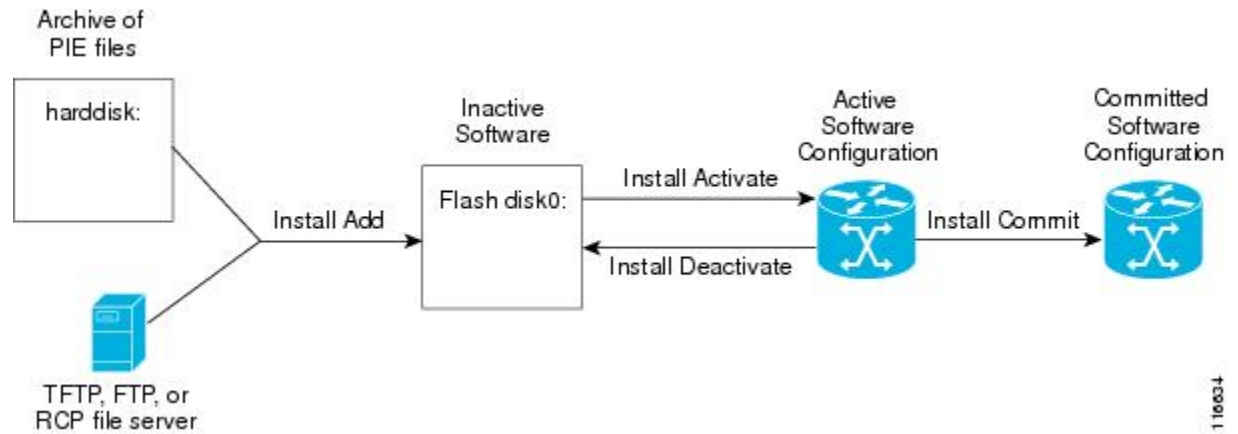 Archive of
PIE files
harddisk:
Inactive
Software
Flash disk0:
Install Add
Install Activate
Install Deactivate
Active
Software
Configuration
Install Commit
Committed
Software
Configuration
TFTP, FTP, or
RCP file server
116634